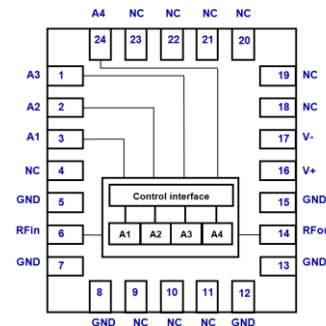 A4 NC NC NC NC
24 23 22 21 20
A3 1 19 NC
A2 2 18 NC
A1 3 17 V-
NC 4 16 V+
GND 5 15 GND
Control interface
RFin 6 A1 A2 A3 A4 14 RFou
GND 7 13 GND
8 9 10 11 12
GND NC NC NC GND